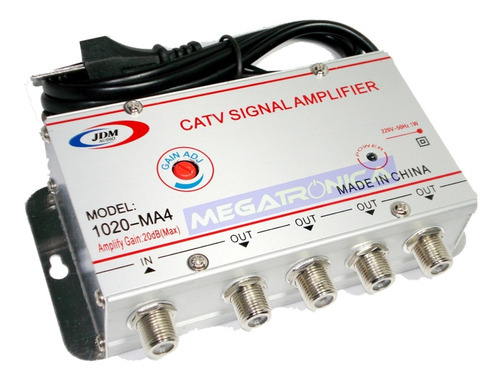 JDM
AUDIO
CATV SIGNAL AMPLIFIER
GAIN ADJ
220V~50Hz 1W
POWER
MEGATRONICA
MADE IN CHINA
MODEL:
1020-MA4
Amplify Gain:20dB(Max)
IN
OUT
OUT
OUT
OUT